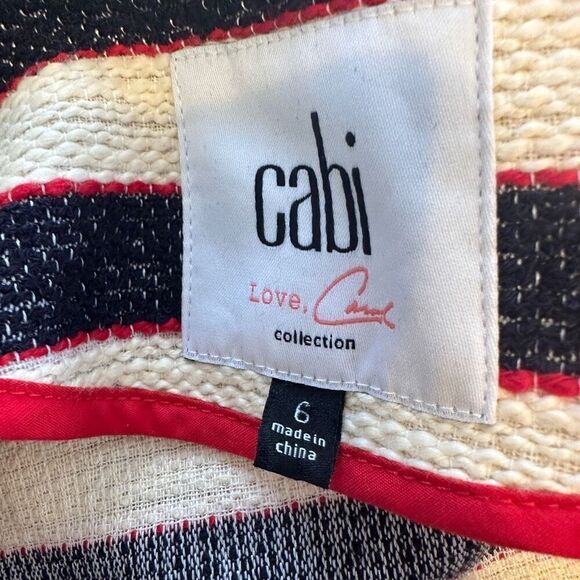 cabi
Love, Carol
collection
6
made in
china